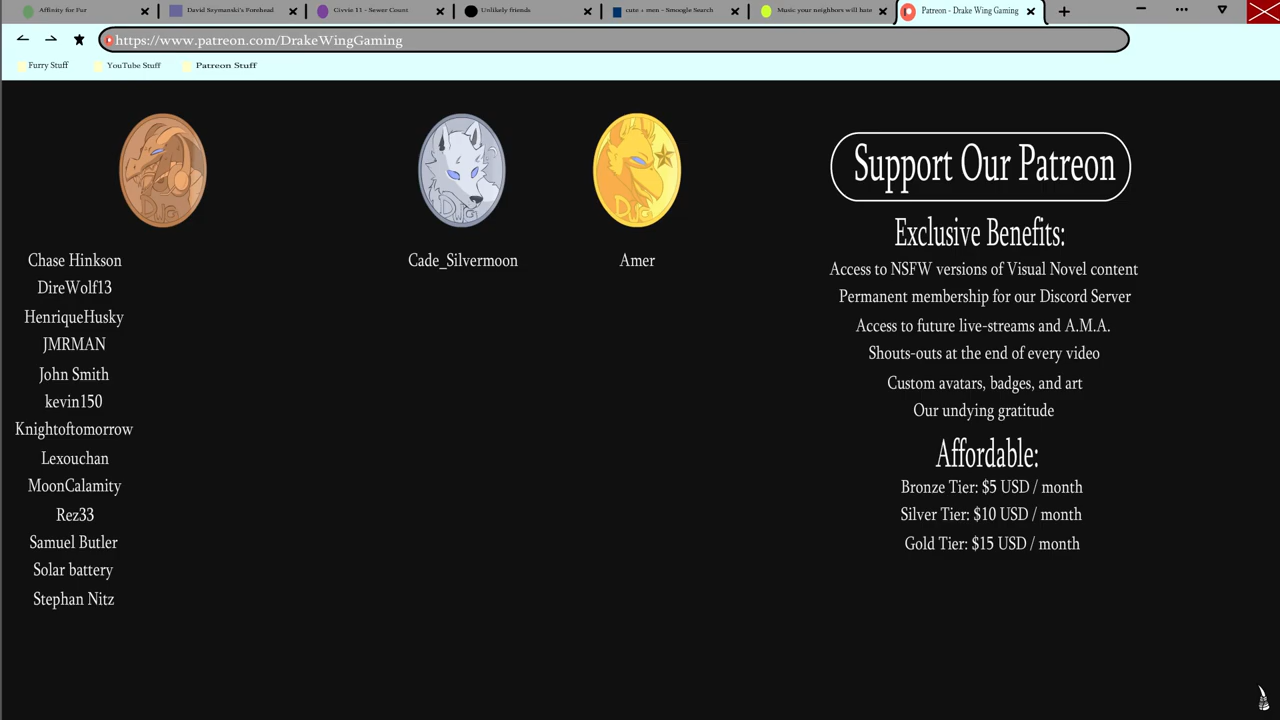 Affinity for Fur
David Szymanski's Forehead
Civvie 11 - Sewer Count
Unlikely friends
cute + men - Smoogle Search
Music your neighbors will hate
Patreon - Drake Wing Gaming
https://www.patreon.com/DrakeWingGaming
Furry Stuff
YouTube Stuff
Patreon Stuff
DWG
DWG
DWG
Chase Hinkson
DireWolf13
HenriqueHusky
JMRMAN
John Smith
kevin150
Knightoftomorrow
Lexouchan
MoonCalamity
Rez33
Samuel Butler
Solar battery
Stephan Nitz
Cade_Silvermoon
Amer
Support Our Patreon
Exclusive Benefits:
Access to NSFW versions of Visual Novel content
Permanent membership for our Discord Server
Access to future live-streams and A.M.A.
Shouts-outs at the end of every video
Custom avatars, badges, and art
Our undying gratitude
Affordable:
Bronze Tier: $5 USD / month
Silver Tier: $10 USD / month
Gold Tier: $15 USD / month